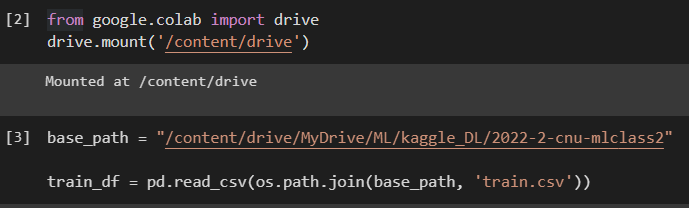 [2] from google.colab import drive
drive.mount('/content/drive')
Mounted at /content/drive
[3] base_path = "/content/drive/MyDrive/ML/kaggle_DL/2022-2-cnu-mlclass2"
train_df = pd.read_csv(os.path.join(base_path, 'train.csv'))